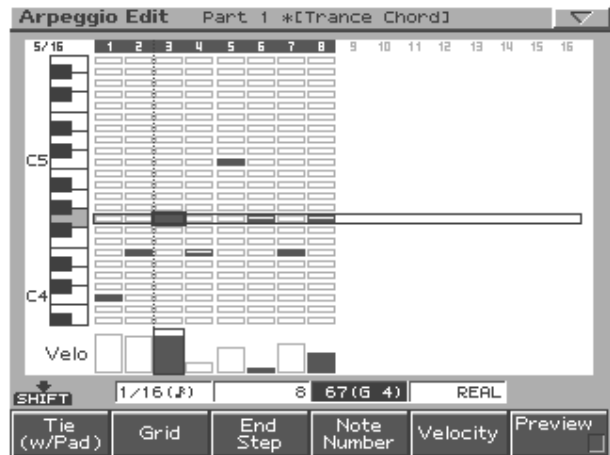 Arpeggio Edit Part 1 *[Trance Chord]
5/16 1 2 3 4 5 6 7 8 9 10 11 12 13 14 15 16
C5
C4
Velo
SHIFT 1/16(♪) 8 67(G 4) REAL
Tie (w/Pad) Grid End Step Note Number Velocity Preview